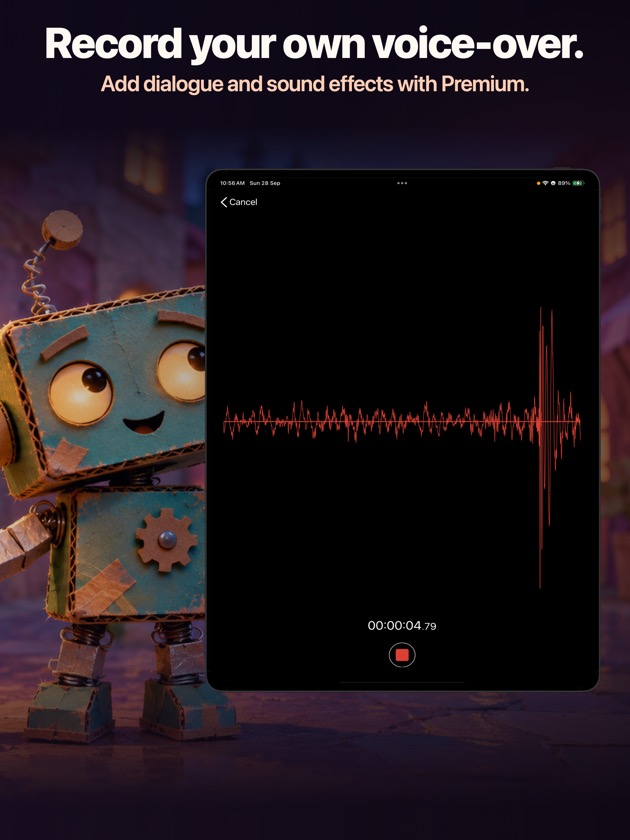 Record your own voice-over.
Add dialogue and sound effects with Premium.
10:56 AM Sun 28 Sep
89%
Cancel
00:00:04.79